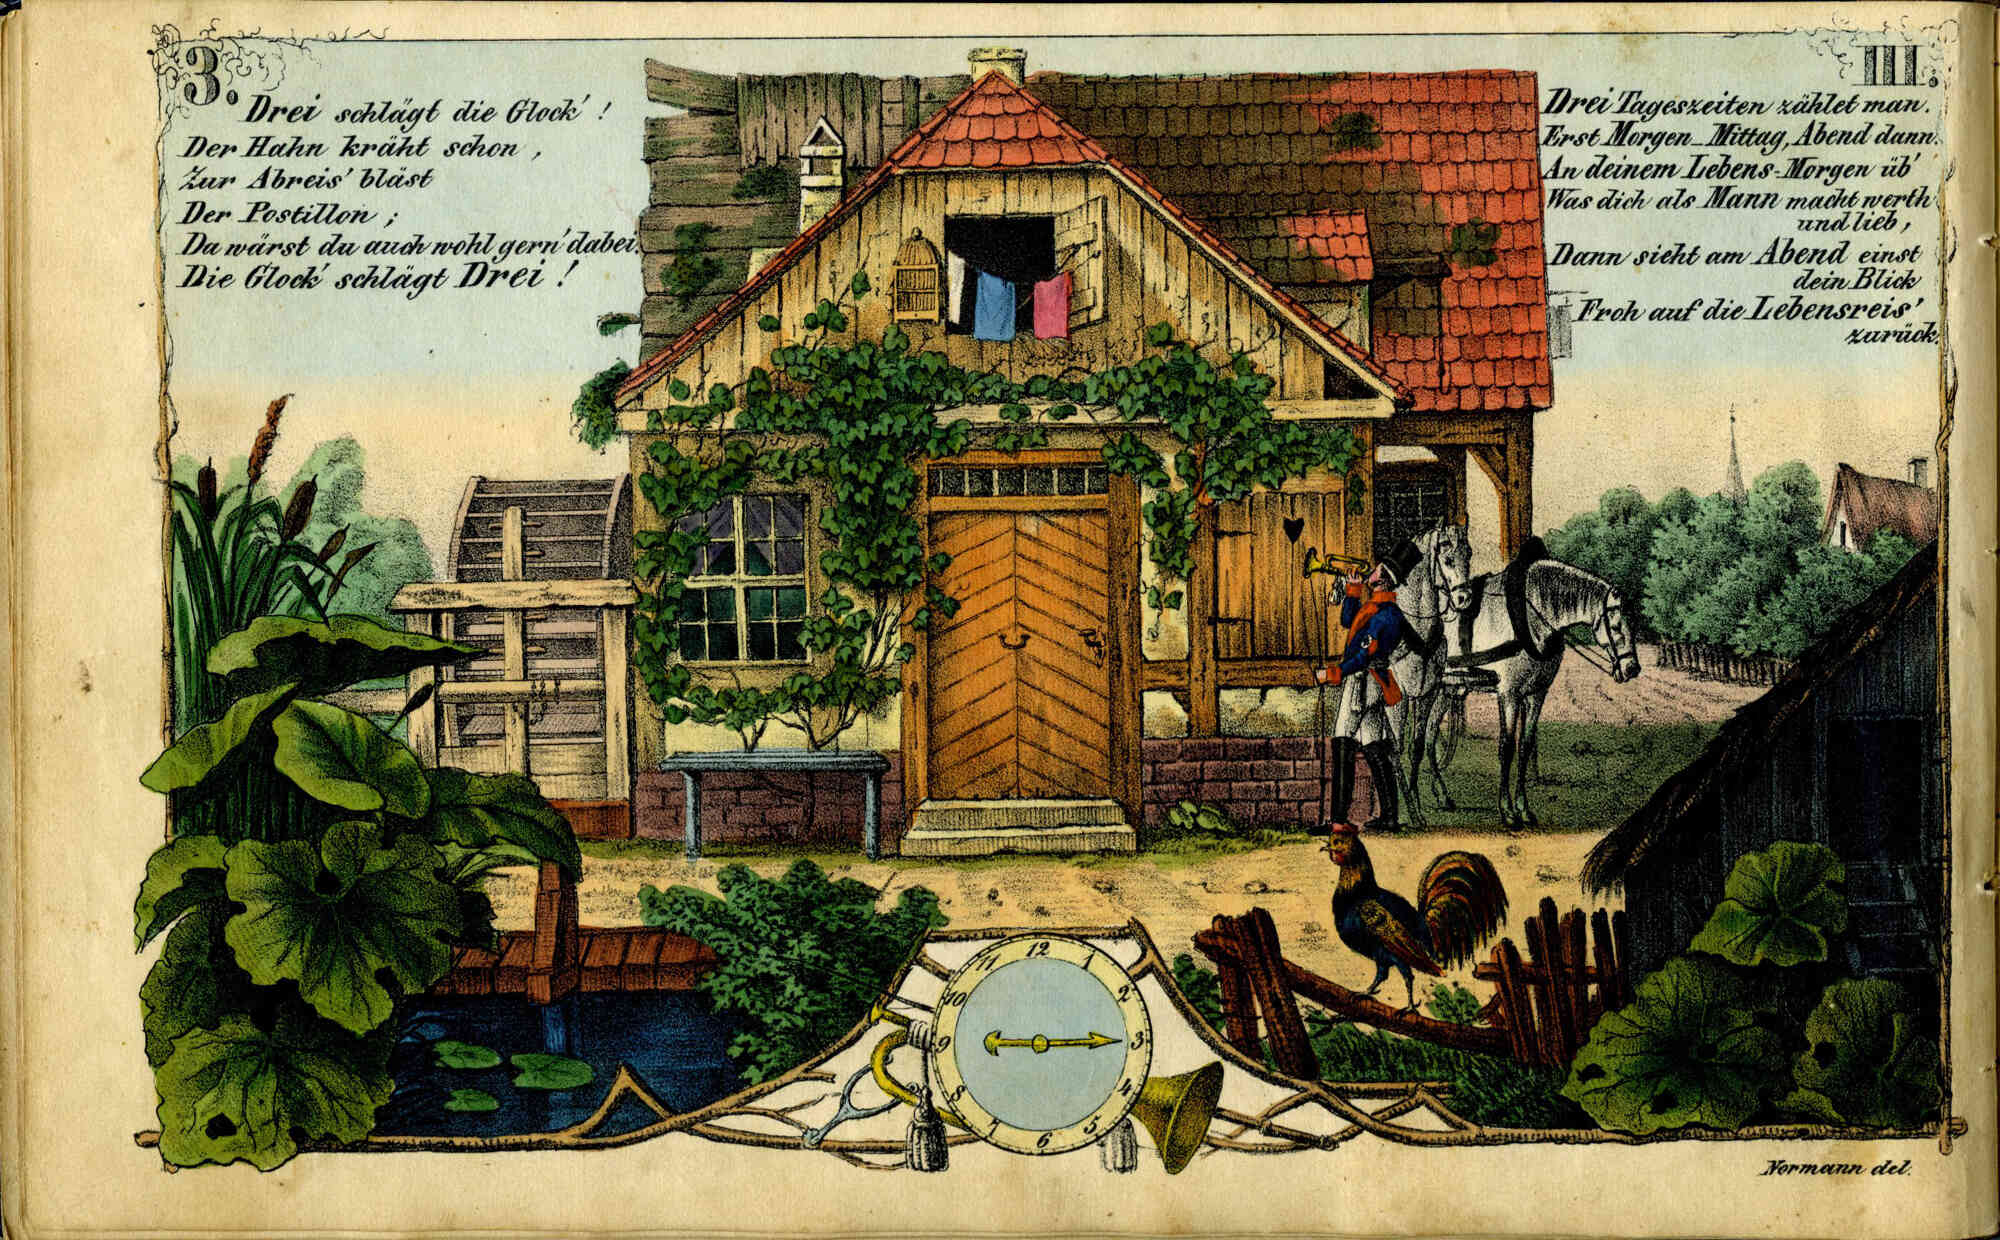 3.
Drei schlägt die Glock'!
Der Hahn kräht schon,
Zur Abreis' bläst
Der Postillon;
Da wärst du auch wohl gern' dabei.
Die Glock' schlägt Drei!
III.
Drei Tageszeiten zählet man.
Erst Morgen_Mittag, Abend dann.
An deinem Lebens-Morgen üb'
Was dich als Mann macht werth
und lieb,
Dann sieht am Abend einst
dein Blick
Froh auf die Lebensreis'
zurück.
12
11 1
10 2
9 3
8 4
7 5
6
Normann del.